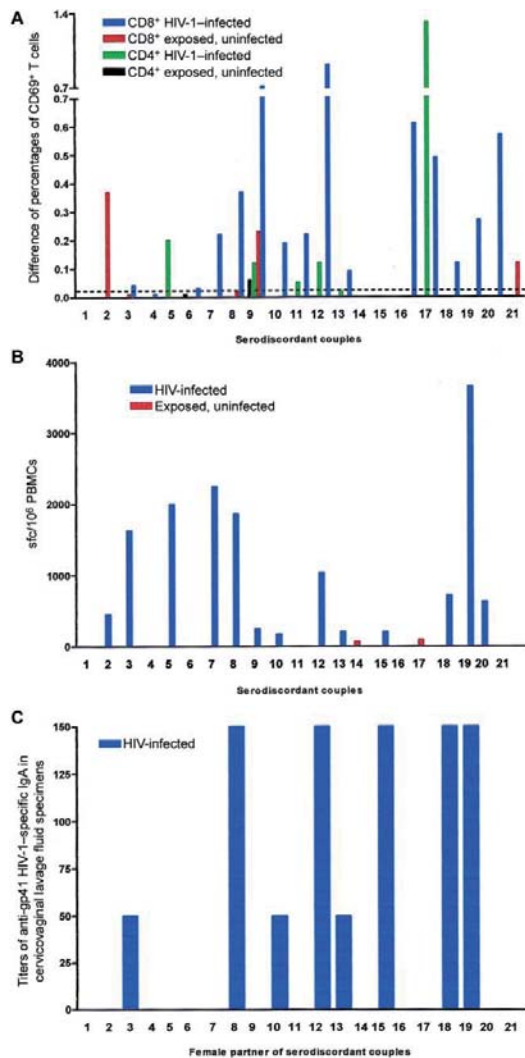 A
Difference of percentages of CD69⁺ T cells
1.4
0.7
0.7
0.6
0.5
0.4
0.3
0.2
0.1
0.0
CD8⁺ HIV-1–infected
CD8⁺ exposed, uninfected
CD4⁺ HIV-1–infected
CD4⁺ exposed, uninfected
1 2 3 4 5 6 7 8 9 10 11 12 13 14 15 16 17 18 19 20 21
Serodiscordant couples
B
sfc/10⁶ PBMCs
4000
3000
2000
1000
0
HIV-infected
Exposed, uninfected
1 2 3 4 5 6 7 8 9 10 11 12 13 14 15 16 17 18 19 20 21
Serodiscordant couples
C
Titers of anti-gp41 HIV-1–specific IgA in
cervicovaginal lavage fluid specimens
150
125
100
75
50
25
0
HIV-infected
1 2 3 4 5 6 7 8 9 10 11 12 13 14 15 16 17 18 19 20 21
Female partner of serodiscordant couples